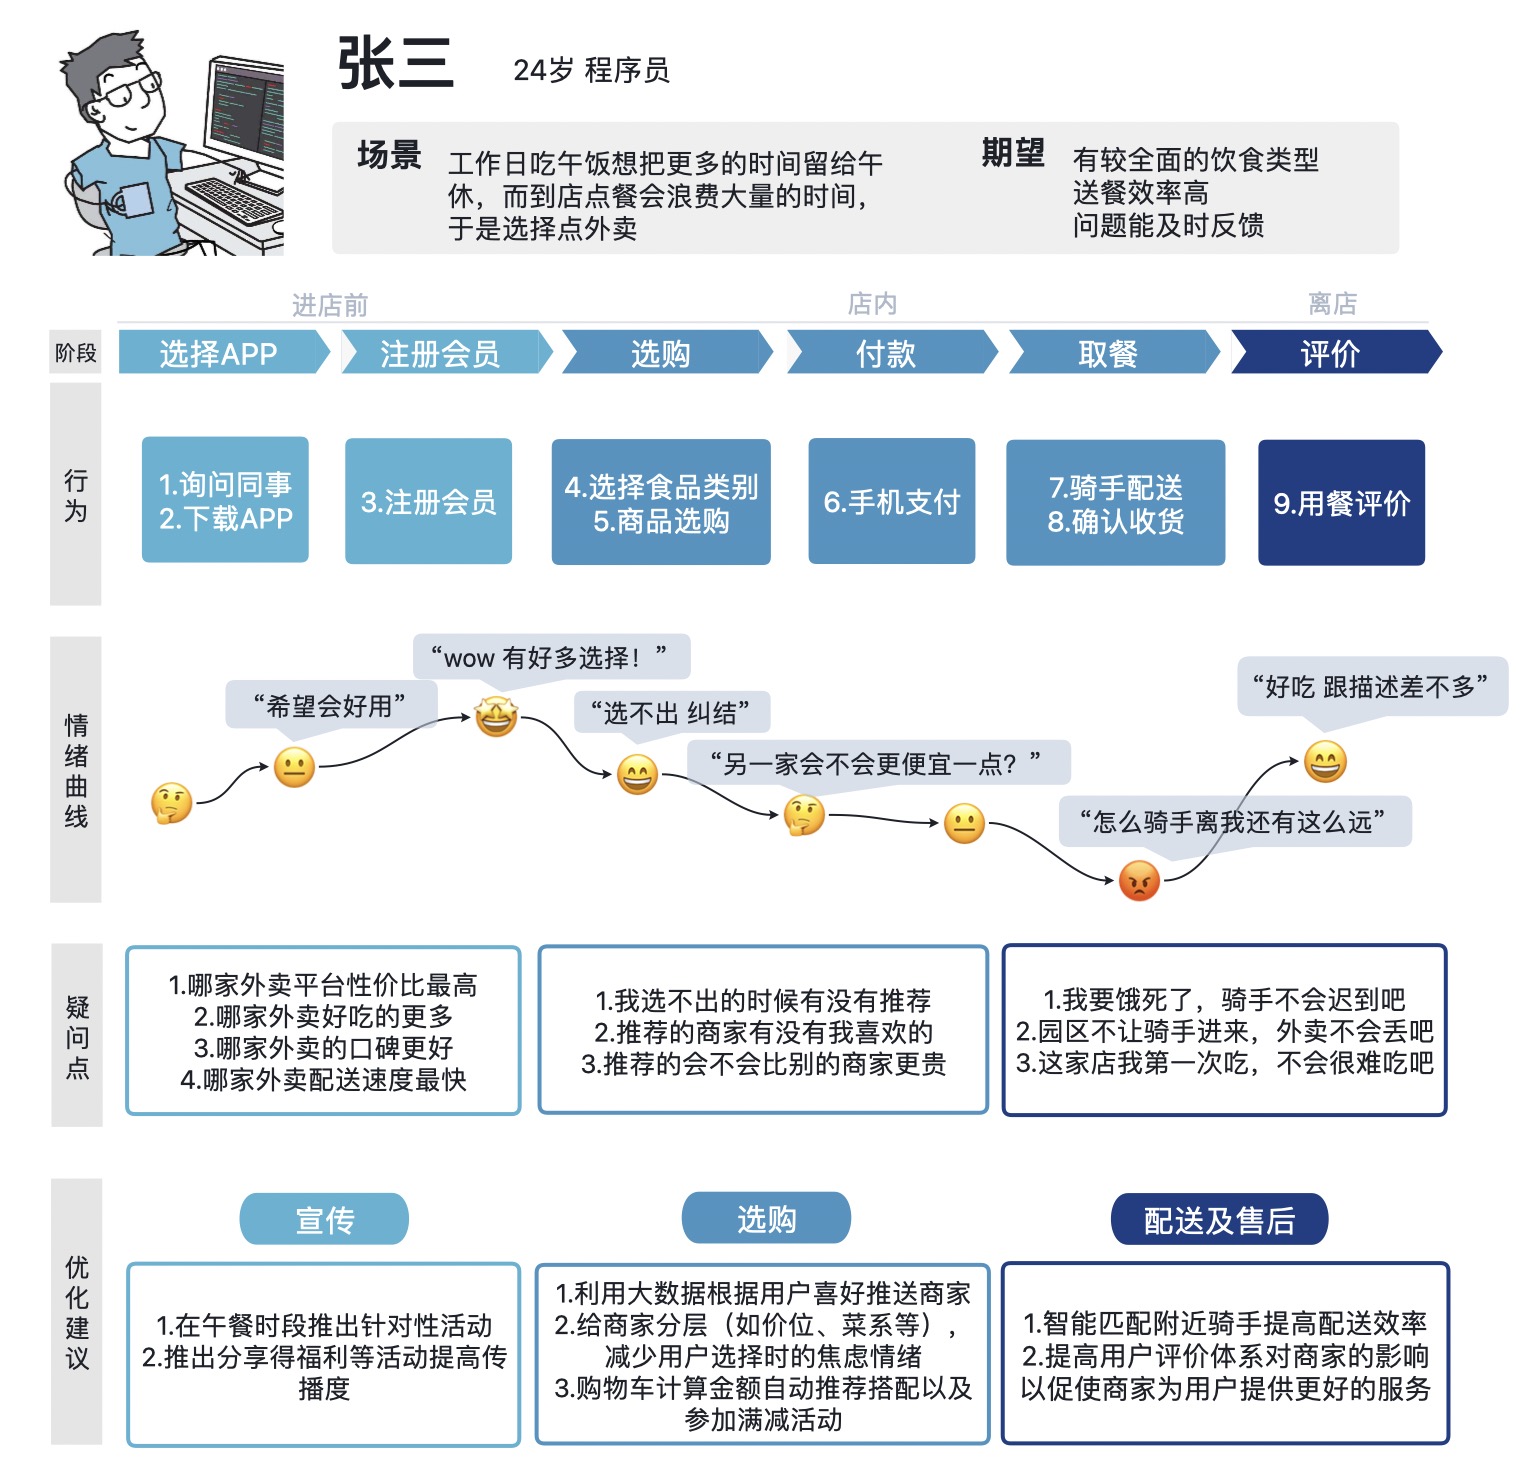 张三
24岁 程序员
场景
工作日吃午饭想把更多的时间留给午
休，而到店点餐会浪费大量的时间，
于是选择点外卖
期望
有较全面的饮食类型
送餐效率高
问题能及时反馈
进店前
店内
离店
阶段
选择APP
注册会员
选购
付款
取餐
评价
行为
1.询问同事
2.下载APP
3.注册会员
4.选择食品类别
5.商品选购
6.手机支付
7.骑手配送
8.确认收货
9.用餐评价
情绪曲线
“希望会好用”
“wow 有好多选择！”
“选不出 纠结”
“另一家会不会更便宜一点？”
“怎么骑手离我还有这么远”
“好吃 跟描述差不多”
疑问点
1.哪家外卖平台性价比最高
2.哪家外卖好吃的更多
3.哪家外卖的口碑更好
4.哪家外卖配送速度最快
1.我选不出的时候有没有推荐
2.推荐的商家有没有我喜欢的
3.推荐的会不会比别的商家更贵
1.我要饿死了，骑手不会迟到吧
2.园区不让骑手进来，外卖不会丢吧
3.这家店我第一次吃，不会很难吃吧
优化建议
宣传
1.在午餐时段推出针对性活动
2.推出分享得福利等活动提高传
播度
选购
1.利用大数据根据用户喜好推送商家
2.给商家分层（如价位、菜系等），
减少用户选择时的焦虑情绪
3.购物车计算金额自动推荐搭配以及
参加满减活动
配送及售后
1.智能匹配附近骑手提高配送效率
2.提高用户评价体系对商家的影响
以促使商家为用户提供更好的服务